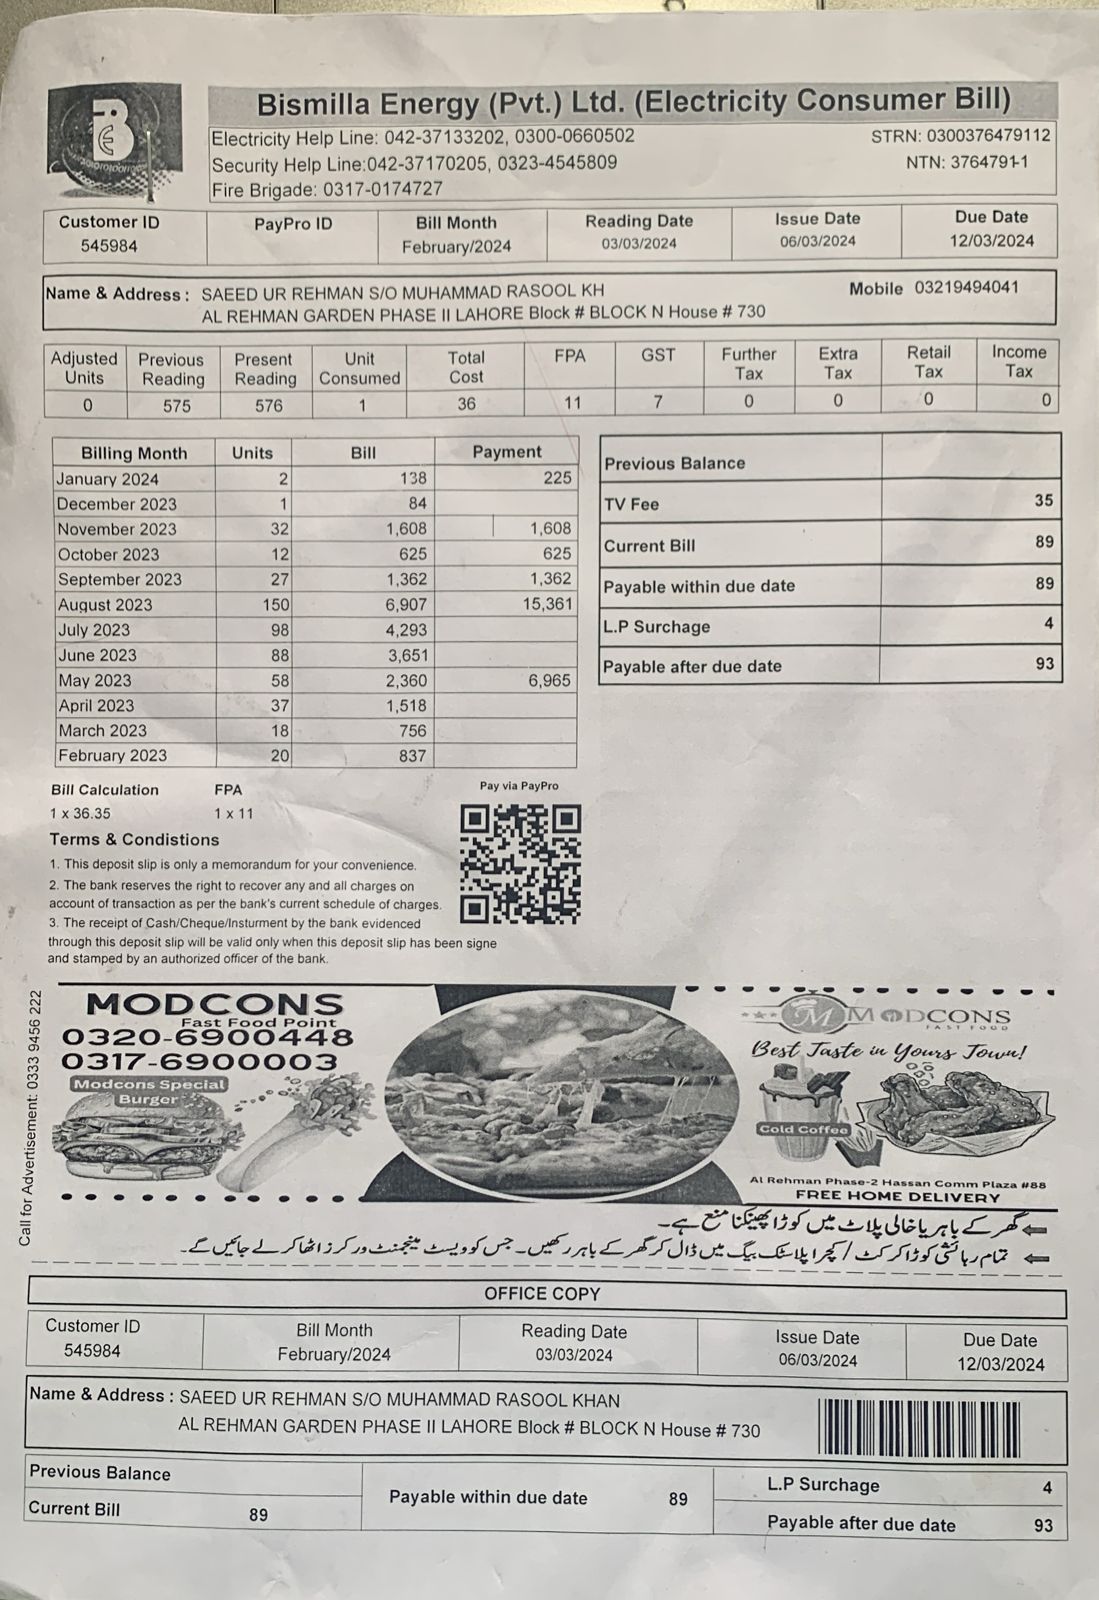 Bismilla Energy (Pvt.) Ltd. (Electricity Consumer Bill)
Electricity Help Line: 042-37133202, 0300-0660502 STRN: 0300376479112
Security Help Line:042-37170205, 0323-4545809 NTN: 3764791-1
Fire Brigade: 0317-0174727
Customer ID PayPro ID Bill Month Reading Date Issue Date Due Date
545984 February/2024 03/03/2024 06/03/2024 12/03/2024
Name & Address : SAEED UR REHMAN S/O MUHAMMAD RASOOL KH Mobile 03219494041
AL REHMAN GARDEN PHASE II LAHORE Block # BLOCK N House # 730
Adjusted Units Previous Reading Present Reading Unit Consumed Total Cost FPA GST Further Tax Extra Tax Retail Tax Income Tax
0 575 576 1 36 11 7 0 0 0 0
Billing Month Units Bill Payment
January 2024 2 138 225
December 2023 1 84
November 2023 32 1,608 1,608
October 2023 12 625 625
September 2023 27 1,362 1,362
August 2023 150 6,907 15,361
July 2023 98 4,293
June 2023 88 3,651
May 2023 58 2,360 6,965
April 2023 37 1,518
March 2023 18 756
February 2023 20 837
Previous Balance
TV Fee 35
Current Bill 89
Payable within due date 89
L.P Surchage 4
Payable after due date 93
Bill Calculation FPA
1 x 36.35 1 x 11
Pay via PayPro
Terms & Condistions
1. This deposit slip is only a memorandum for your convenience.
2. The bank reserves the right to recover any and all charges on
account of transaction as per the bank's current schedule of charges.
3. The receipt of Cash/Cheque/Insturment by the bank evidenced
through this deposit slip will be valid only when this deposit slip has been signe
and stamped by an authorized officer of the bank.
Call for Advertisement: 0333 9456 222
MODCONS
Fast Food Point
0320-6900448
0317-6900003
Modcons Special
Burger
M MODCONS
FAST FOOD
Best Taste in Yours Town!
Cold Coffee
Al Rehman Phase-2 Hassan Comm Plaza #88
FREE HOME DELIVERY
گھر کے باہر یا خالی پلاٹ میں کوڑا پھینکنا منع ہے۔
تمام رہائشی کوڑا کرکٹ / کچرا پلاسٹک بیگ میں ڈال کر گھر کے باہر رکھیں۔ جس کو ویسٹ مینجمنٹ ورکرز اٹھا کر لے جائیں گے۔
OFFICE COPY
Customer ID Bill Month Reading Date Issue Date Due Date
545984 February/2024 03/03/2024 06/03/2024 12/03/2024
Name & Address : SAEED UR REHMAN S/O MUHAMMAD RASOOL KHAN
AL REHMAN GARDEN PHASE II LAHORE Block # BLOCK N House # 730
Previous Balance
Current Bill 89
Payable within due date 89
L.P Surchage 4
Payable after due date 93